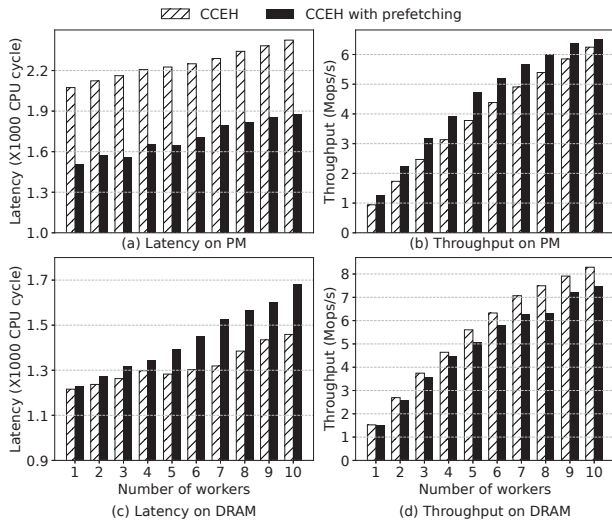 CCEH CCEH with prefetching
Latency (X1000 CPU cycle)
2.2
1.9
1.6
1.3
1.0
(a) Latency on PM
Throughput (Mops/s)
6
5
4
3
2
1
0
(b) Throughput on PM
Latency (X1000 CPU cycle)
1.7
1.5
1.3
1.1
0.9
1 2 3 4 5 6 7 8 9 10
Number of workers
(c) Latency on DRAM
Throughput (Mops/s)
8
7
6
5
4
3
2
1
0
1 2 3 4 5 6 7 8 9 10
Number of workers
(d) Throughput on DRAM